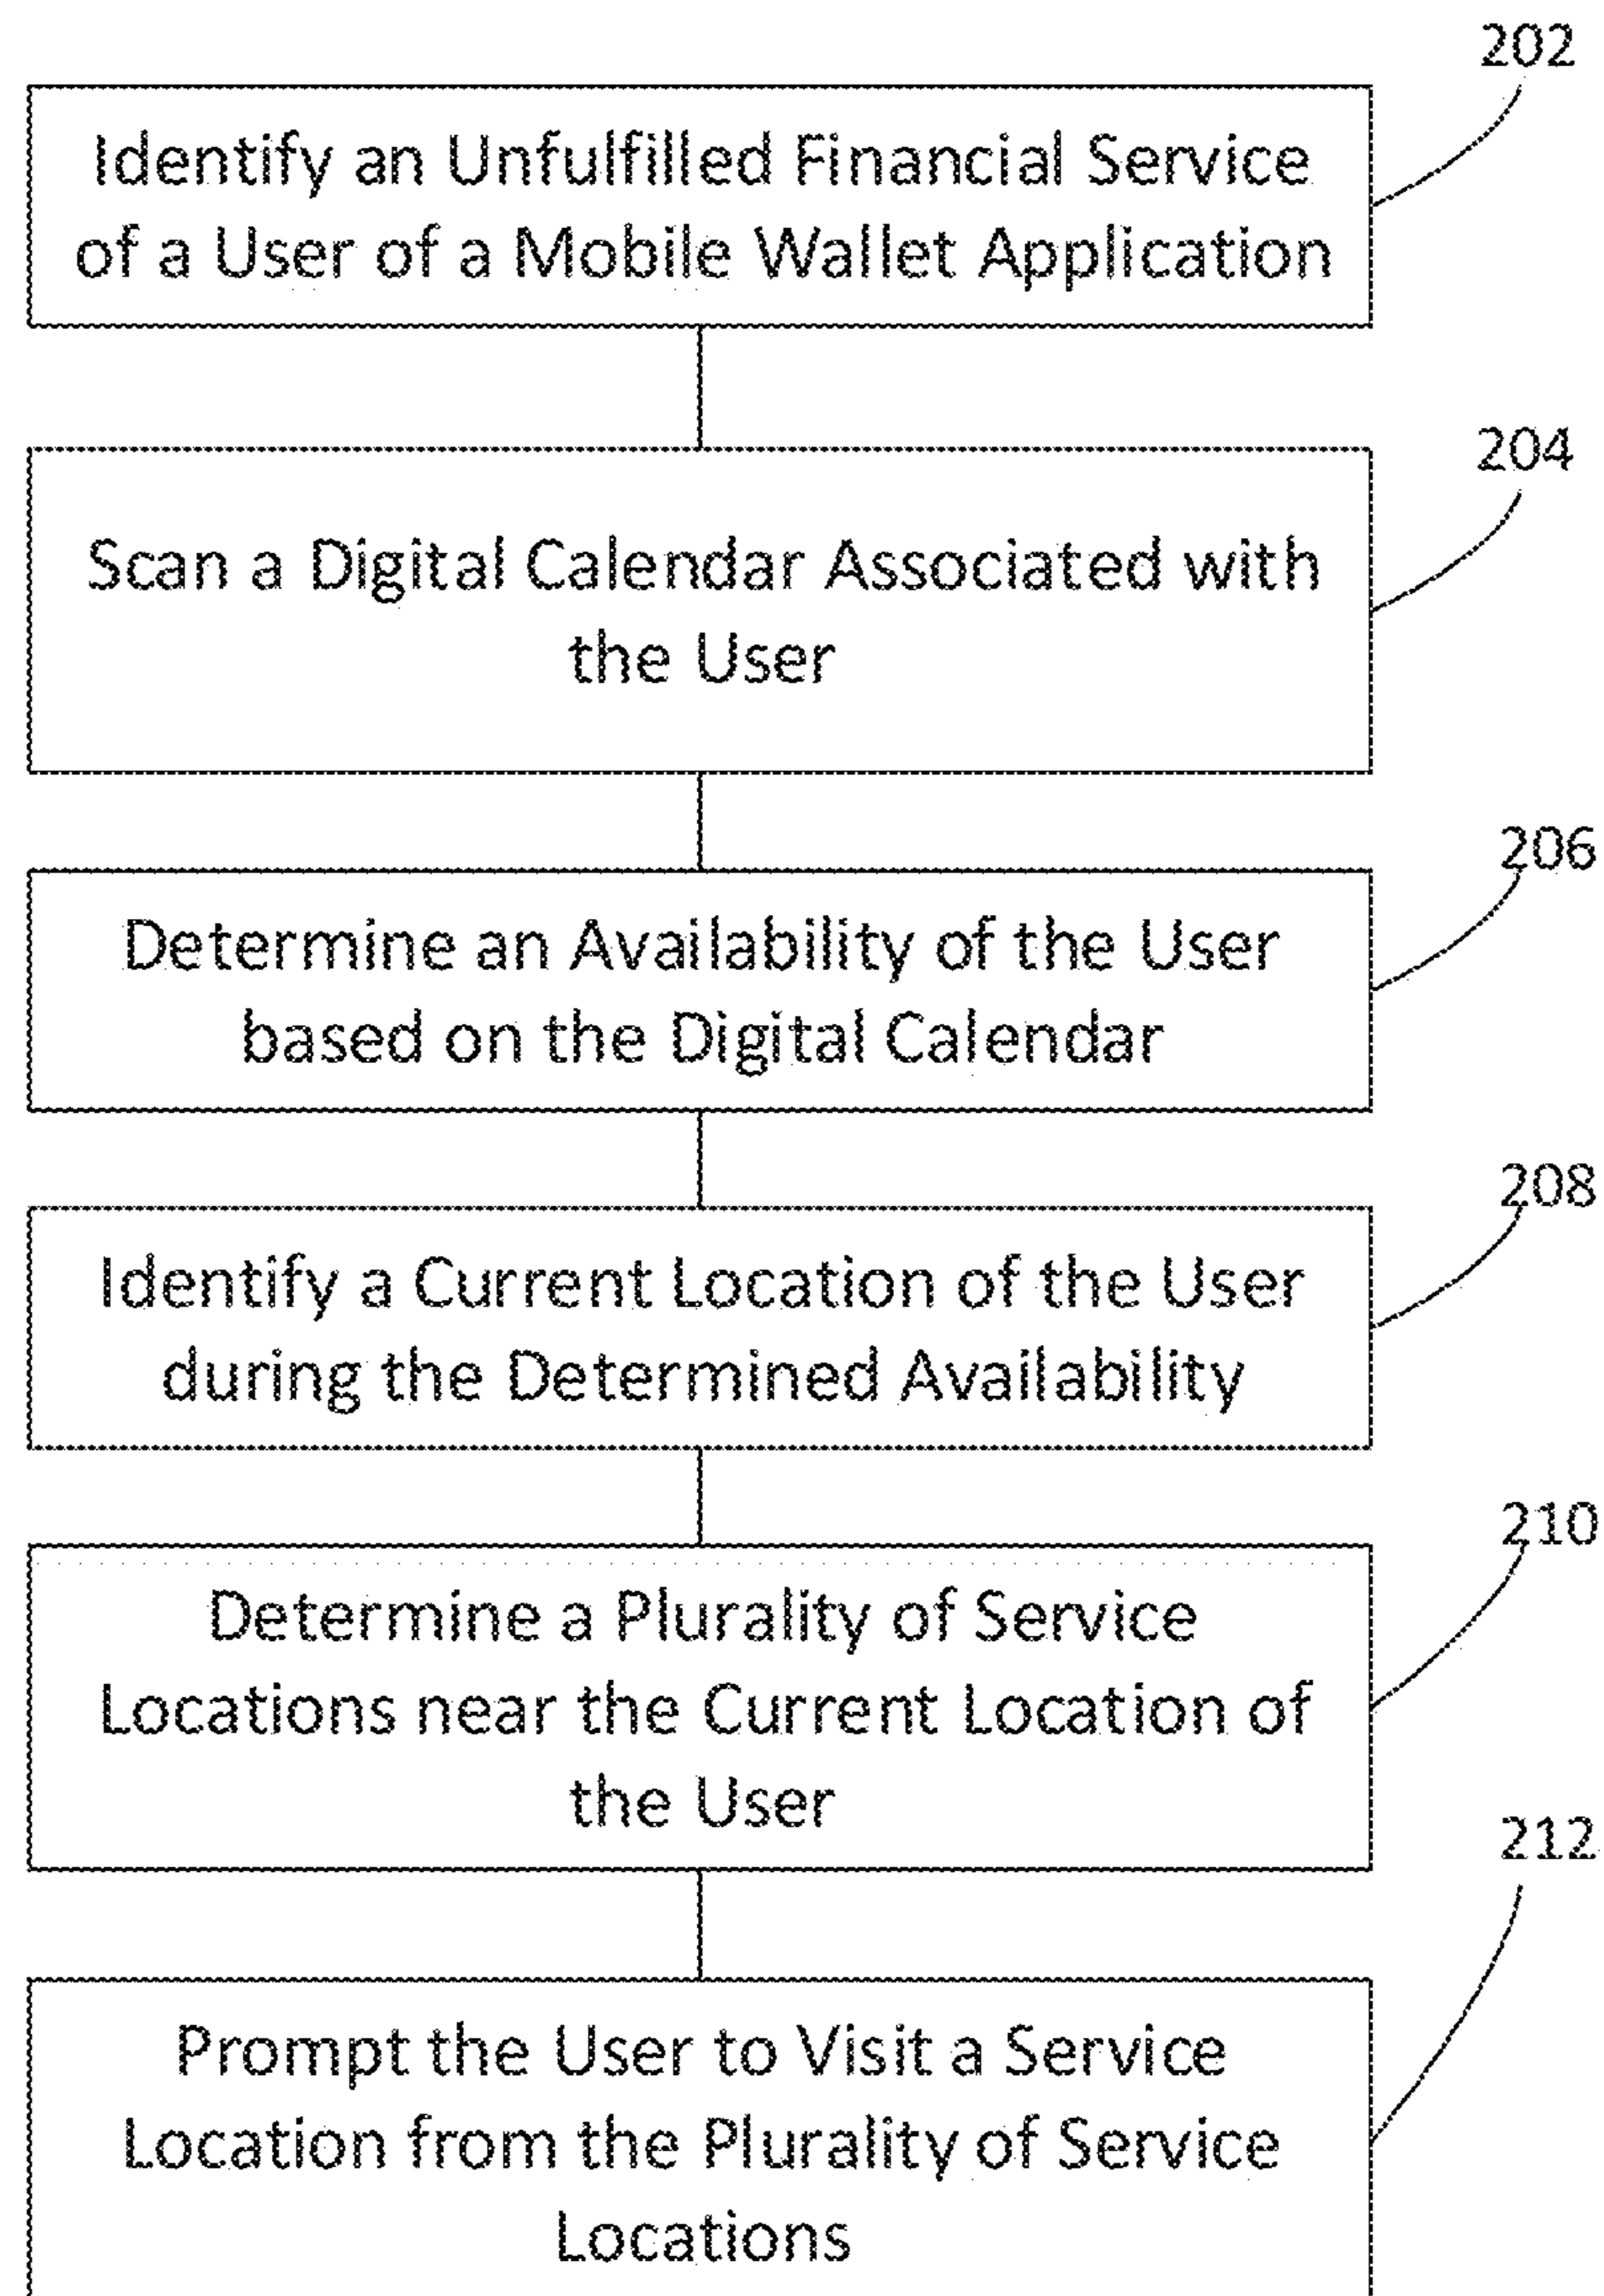 202
Identify an Unfulfilled Financial Service
of a User of a Mobile Wallet Application
204
Scan a Digital Calendar Associated with
the User
206
Determine an Availability of the User
based on the Digital Calendar
208
Identify a Current Location of the User
during the Determined Availability
210
Determine a Plurality of Service
Locations near the Current Location of
the User
212
Prompt the User to Visit a Service
Location from the Plurality of Service
Locations